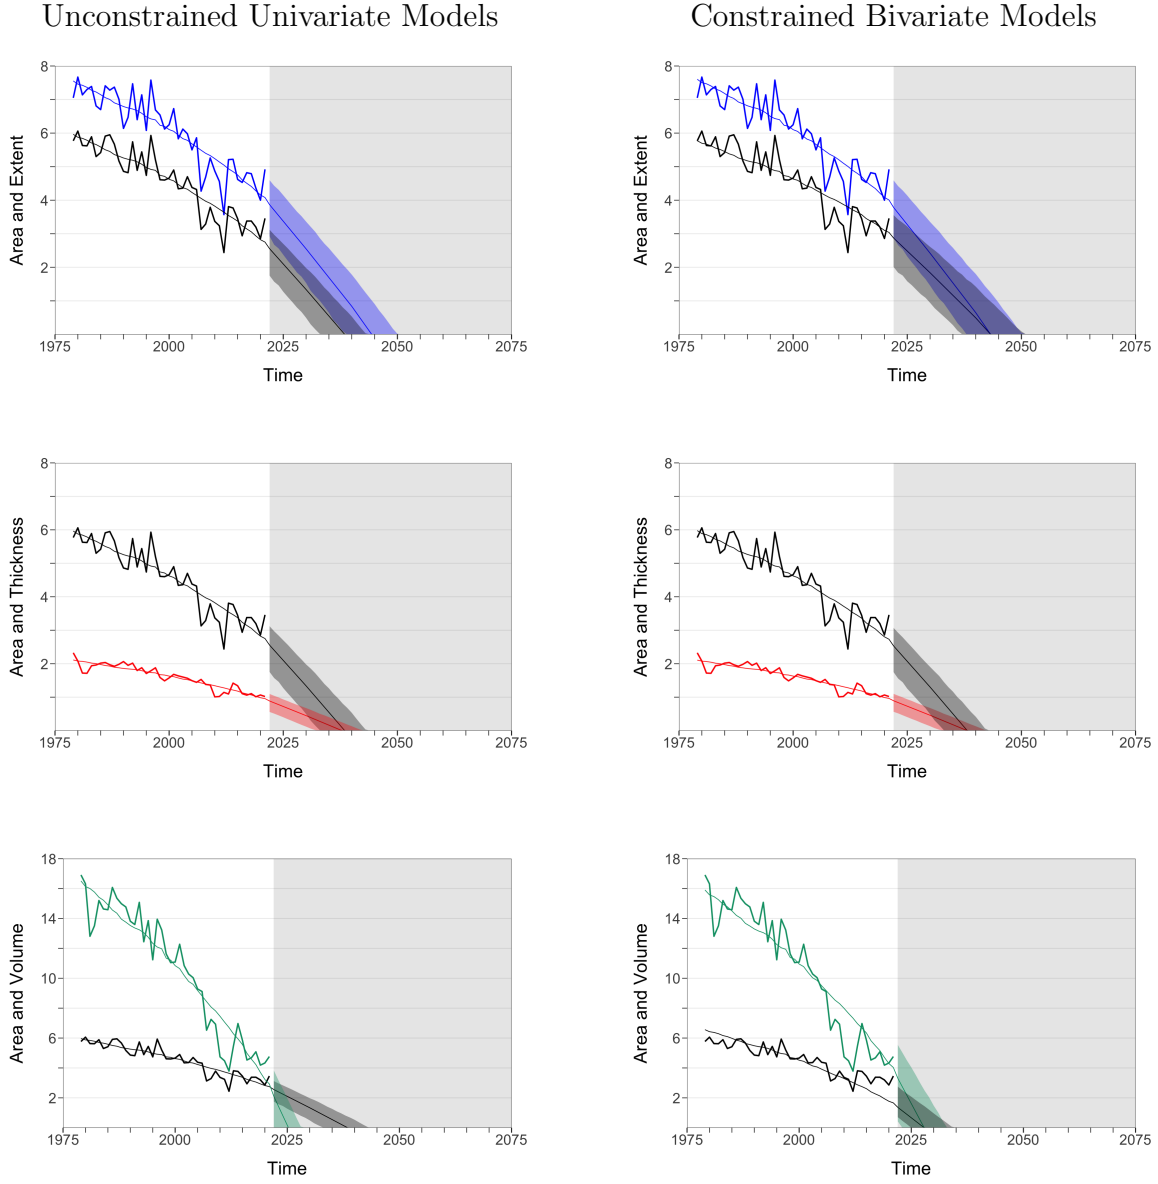 Unconstrained Univariate Models
Constrained Bivariate Models
8
6
4
2
Area and Extent
1975 2000 2025 2050 2075
Time
8
6
4
2
Area and Extent
1975 2000 2025 2050 2075
Time
8
6
4
2
Area and Thickness
1975 2000 2025 2050 2075
Time
8
6
4
2
Area and Thickness
1975 2000 2025 2050 2075
Time
18
14
10
6
2
Area and Volume
1975 2000 2025 2050 2075
Time
18
14
10
6
2
Area and Volume
1975 2000 2025 2050 2075
Time